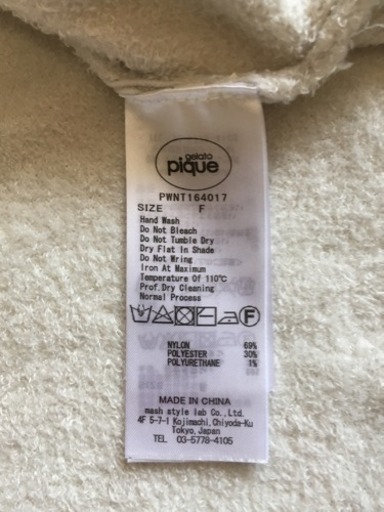 gelato
pique
PWNT164017
SIZE F
Hand Wash
Do Not Bleach
Do Not Tumble Dry
Dry Flat In Shade
Do Not Wring
Iron At Maximum
Temperature Of 110℃
Prof.Dry Cleaning
Normal Process
F
NYLON 69%
POLYESTER 30%
POLYURETHANE 1%
MADE IN CHINA
mash style lab Co.,Ltd.
4F 5-7-1 Kojimachi,Chiyoda-Ku
Tokyo,Japan
TEL 03-5778-4105